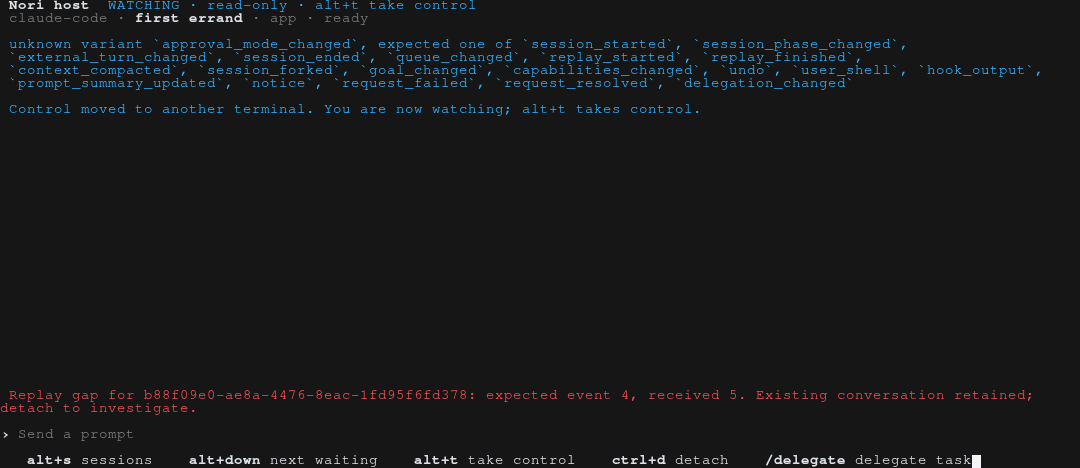 Nori host  WATCHING · read-only · alt+t take control
claude-code · first errand · app · ready
unknown variant `approval_mode_changed`, expected one of `session_started`, `session_phase_changed`,
`external_turn_changed`, `session_ended`, `queue_changed`, `replay_started`, `replay_finished`,
`context_compacted`, `session_forked`, `goal_changed`, `capabilities_changed`, `undo`, `user_shell`, `hook_output`,
`prompt_summary_updated`, `notice`, `request_failed`, `request_resolved`, `delegation_changed`
Control moved to another terminal. You are now watching; alt+t takes control.
Replay gap for b88f09e0-ae8a-4476-8eac-1fd95f6fd378: expected event 4, received 5. Existing conversation retained;
detach to investigate.
› Send a prompt
alt+s sessions    alt+down next waiting    alt+t take control    ctrl+d detach    /delegate delegate task